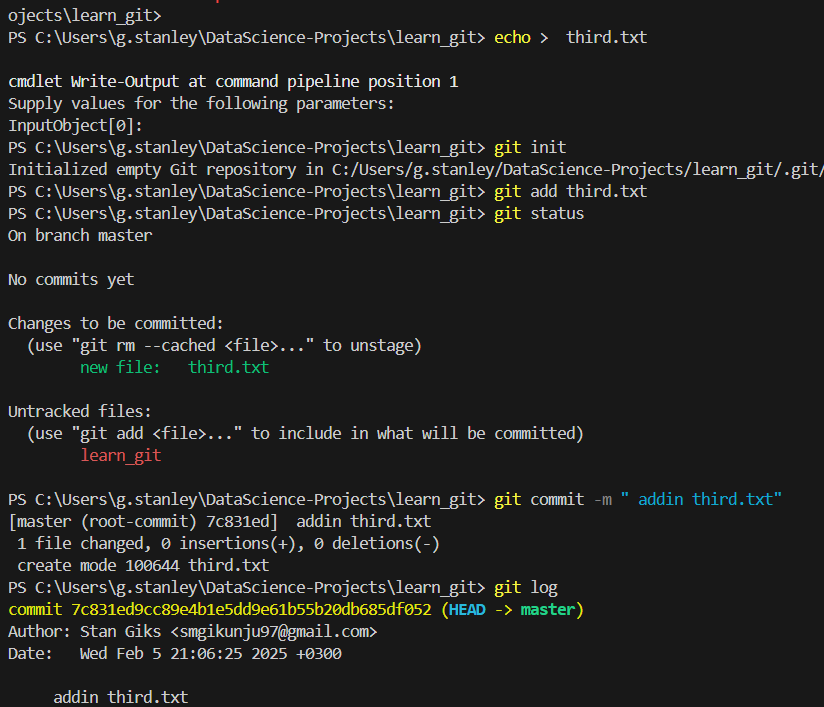 ojects\learn_git>
PS C:\Users\g.stanley\DataScience-Projects\learn_git> echo >  third.txt

cmdlet Write-Output at command pipeline position 1
Supply values for the following parameters:
InputObject[0]:
PS C:\Users\g.stanley\DataScience-Projects\learn_git> git init
Initialized empty Git repository in C:/Users/g.stanley/DataScience-Projects/learn_git/.git/
PS C:\Users\g.stanley\DataScience-Projects\learn_git> git add third.txt
PS C:\Users\g.stanley\DataScience-Projects\learn_git> git status
On branch master

No commits yet

Changes to be committed:
  (use "git rm --cached <file>..." to unstage)
        new file:   third.txt

Untracked files:
  (use "git add <file>..." to include in what will be committed)
        learn_git

PS C:\Users\g.stanley\DataScience-Projects\learn_git> git commit -m " addin third.txt"
[master (root-commit) 7c831ed]  addin third.txt
 1 file changed, 0 insertions(+), 0 deletions(-)
 create mode 100644 third.txt
PS C:\Users\g.stanley\DataScience-Projects\learn_git> git log
commit 7c831ed9cc89e4b1e5dd9e61b55b20db685df052 (HEAD -> master)
Author: Stan Giks <smgikunju97@gmail.com>
Date:   Wed Feb 5 21:06:25 2025 +0300

     addin third.txt